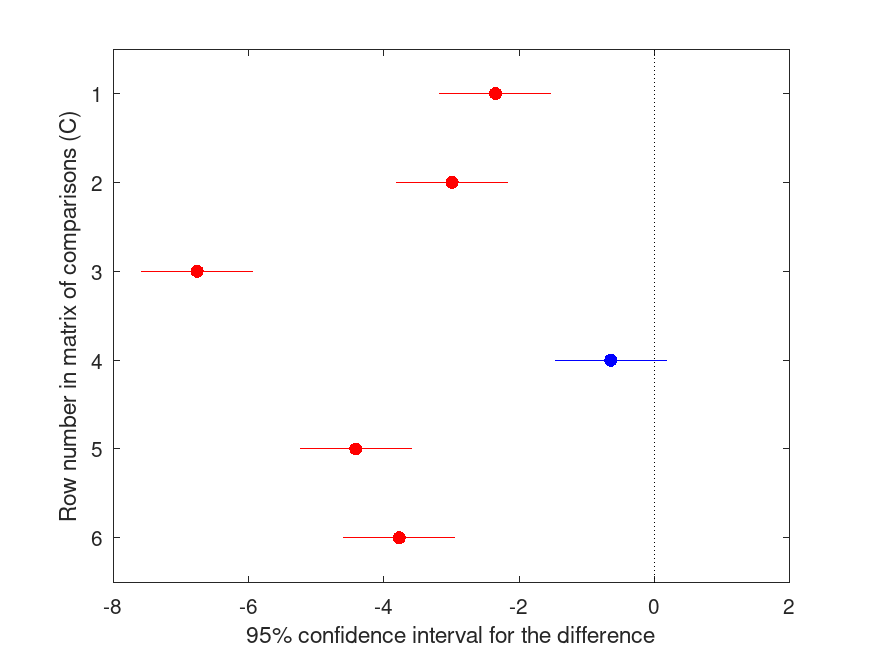 Row number in matrix of comparisons (C)
1
2
3
4
5
6
-8 -6 -4 -2 0 2
95% confidence interval for the difference